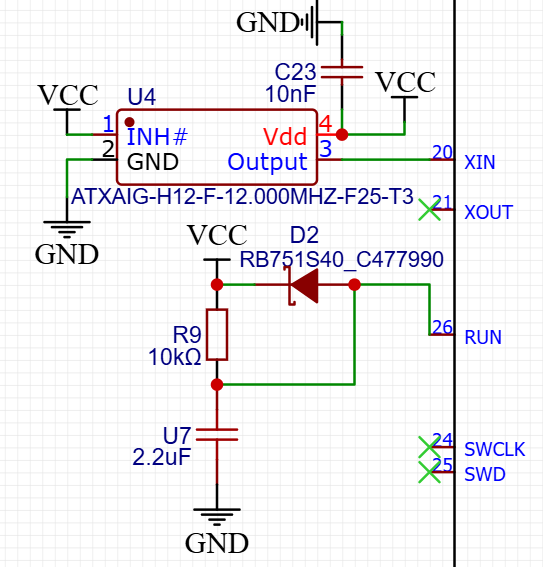 GND
C23
10nF
VCC
VCC
U4
1
INH#
Vdd
4
2
GND
Output
3
20
XIN
ATXAIG-H12-F-12.000MHZ-F25-T3
21
XOUT
GND
VCC
D2
RB751S40_C477990
R9
10kΩ
26
RUN
U7
2.2uF
24
SWCLK
25
SWD
GND